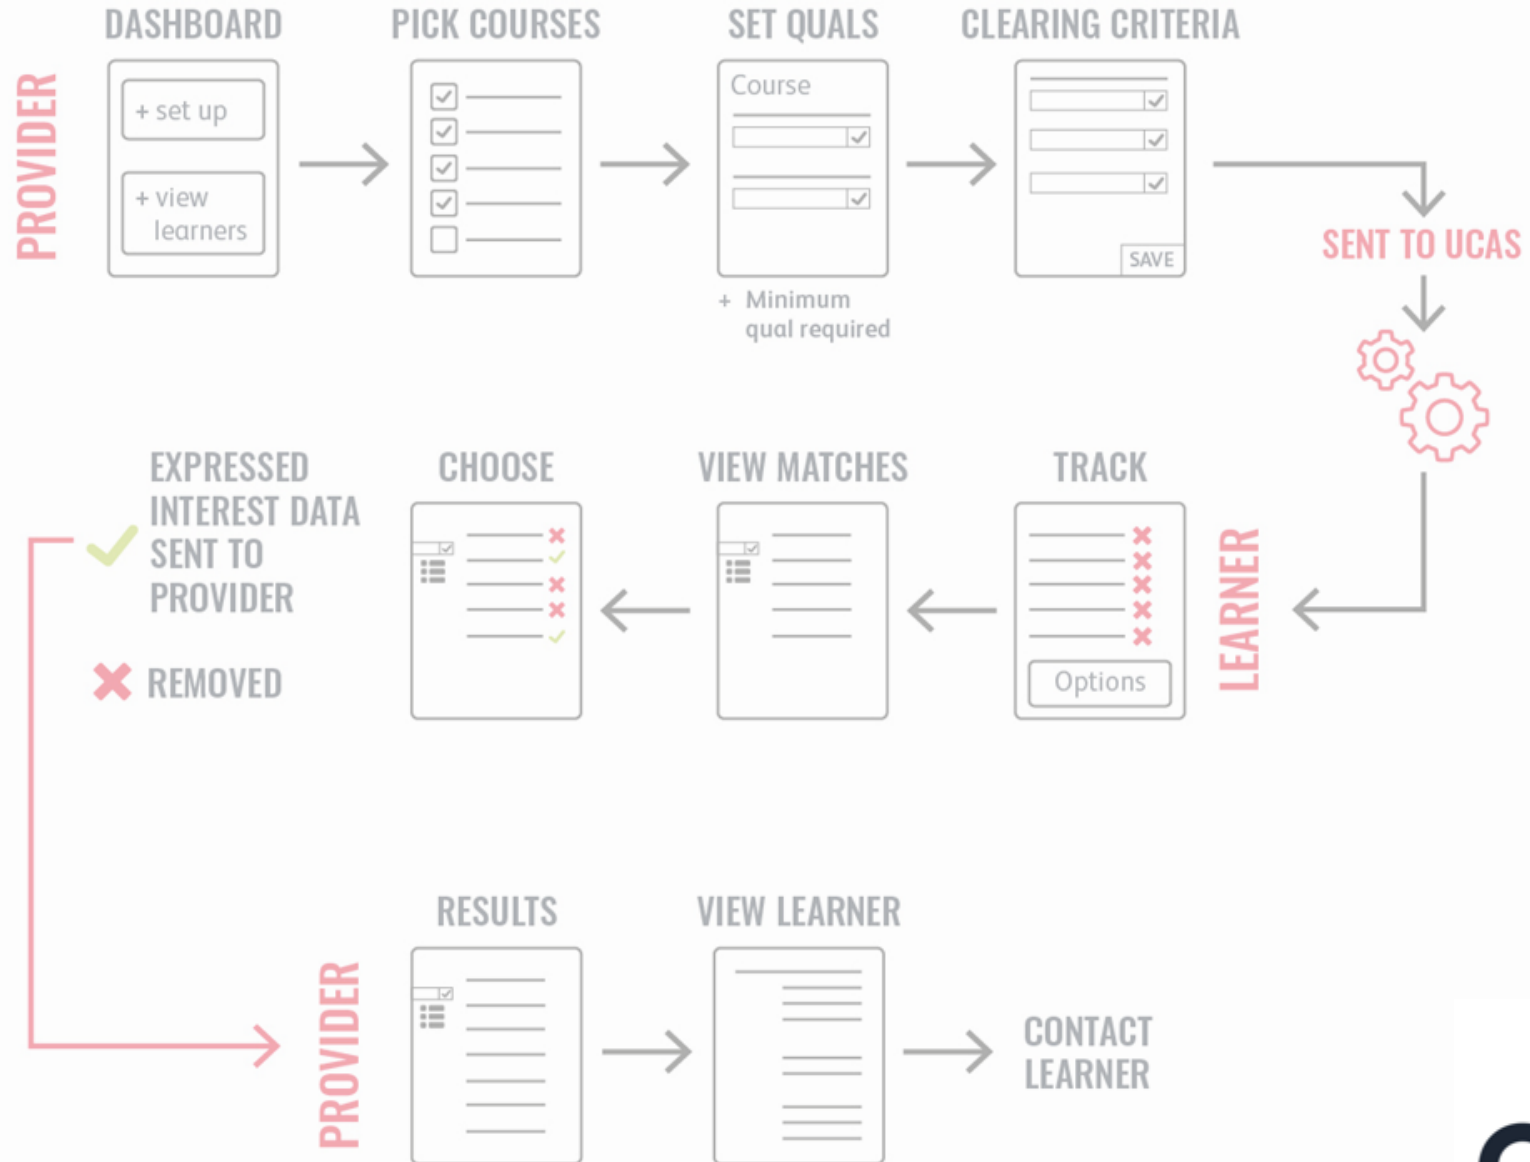 DASHBOARD
PICK COURSES
SET QUALS
CLEARING CRITERIA
PROVIDER
+ set up
+ view
learners
Course
SAVE
+ Minimum
qual required
SENT TO UCAS
LEARNER
TRACK
Options
VIEW MATCHES
CHOOSE
EXPRESSED
INTEREST DATA
SENT TO
PROVIDER
REMOVED
PROVIDER
RESULTS
VIEW LEARNER
CONTACT
LEARNER